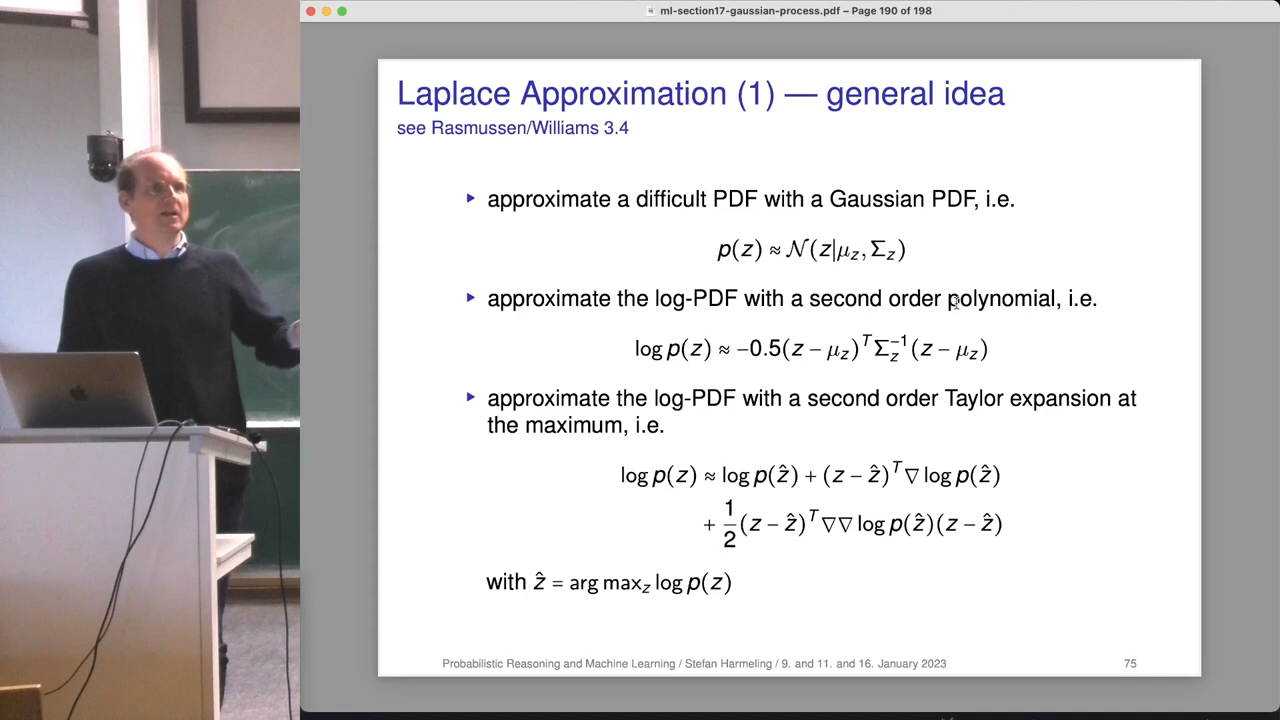 ml-section17-gaussian-process.pdf – Page 190 of 198
Laplace Approximation (1) — general idea
see Rasmussen/Williams 3.4
▸ approximate a difficult PDF with a Gaussian PDF, i.e.
p(z) ≈ 𝒩(z|μ_z, Σ_z)
▸ approximate the log-PDF with a second order polynomial, i.e.
log p(z) ≈ −0.5(z − μ_z)^T Σ_z^{−1}(z − μ_z)
▸ approximate the log-PDF with a second order Taylor expansion at
the maximum, i.e.
log p(z) ≈ log p(ẑ) + (z − ẑ)^T ∇ log p(ẑ)
+ 1/2 (z − ẑ)^T ∇∇ log p(ẑ)(z − ẑ)
with ẑ = arg max_z log p(z)
Probabilistic Reasoning and Machine Learning / Stefan Harmeling / 9. and 11. and 16. January 2023
75